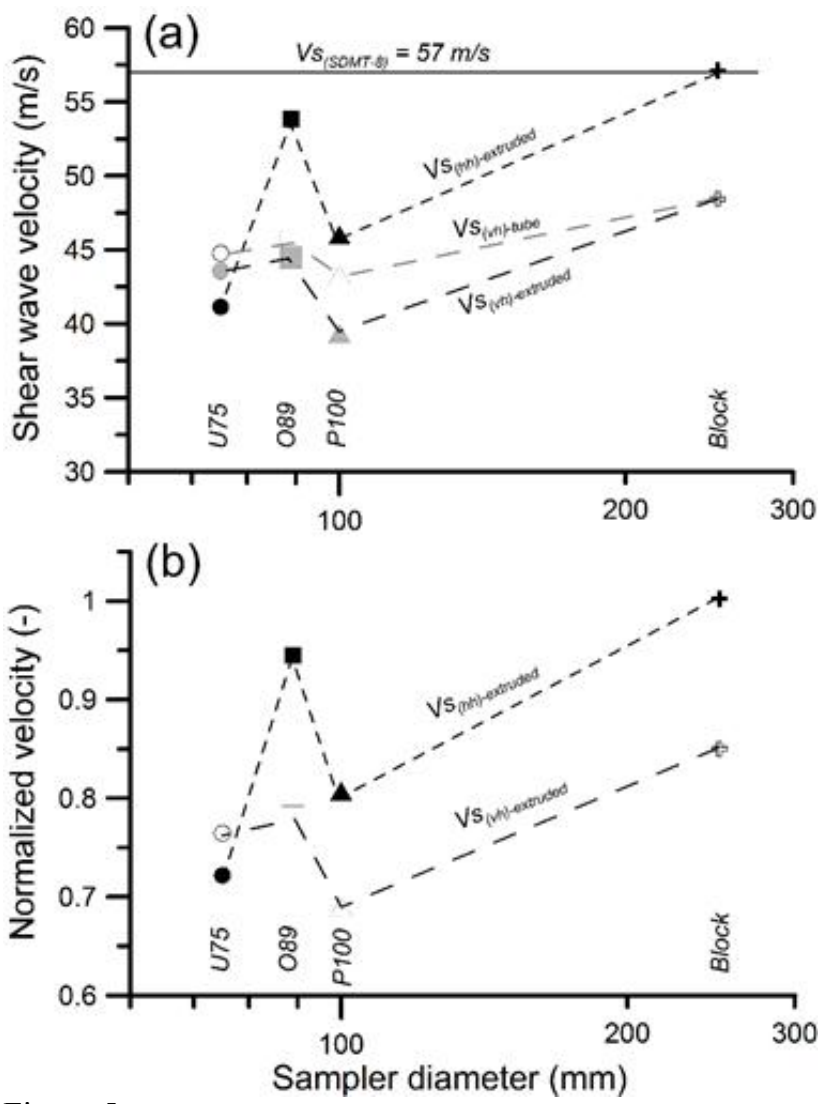 (a)
Vs(SDMT-8) = 57 m/s
Shear wave velocity (m/s)
60
55
50
45
40
35
30
Vs(hh)-extruded
Vs(vh)-tube
Vs(vh)-extruded
U75
O89
P100
Block
100
200
300
(b)
Normalized velocity (-)
1
0.9
0.8
0.7
0.6
Vs(hh)-extruded
Vs(vh)-extruded
U75
O89
P100
Block
100
200
300
Sampler diameter (mm)